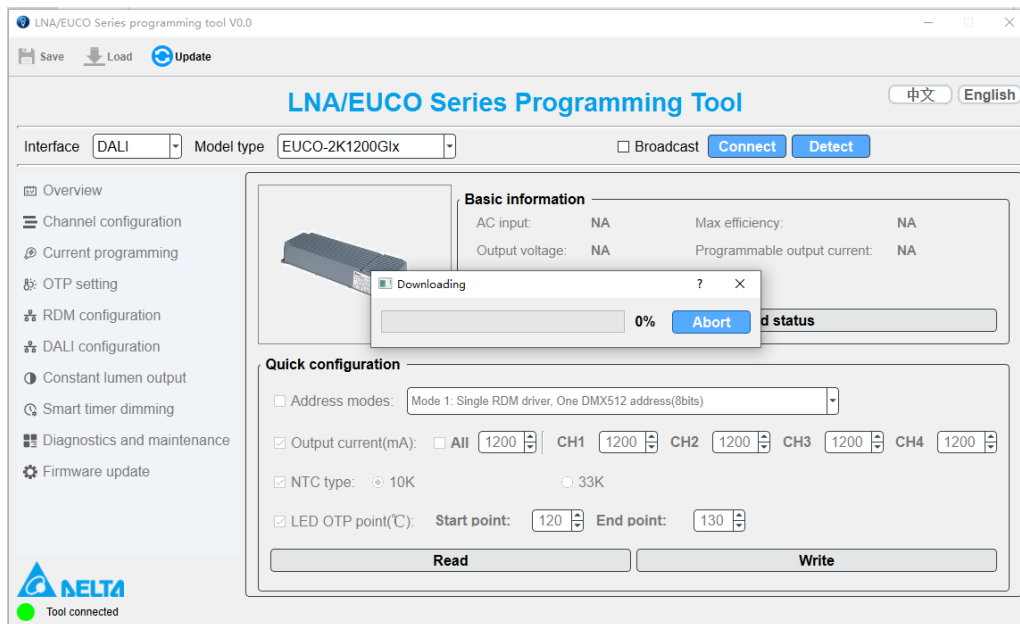 LNA/EUCO Series programming tool V0.0
Save Load Update
LNA/EUCO Series Programming Tool
中文 English
Interface DALI Model type EUCO-2K1200GIx Broadcast Connect Detect
Overview
Channel configuration
Current programming
OTP setting
RDM configuration
DALI configuration
Constant lumen output
Smart timer dimming
Diagnostics and maintenance
Firmware update
Basic information
AC input: NA Max efficiency: NA
Output voltage: NA Programmable output current: NA
Downloading ?
0% Abort
d status
Quick configuration
Address modes: Mode 1: Single RDM driver, One DMX512 address(8bits)
Output current(mA): All 1200 CH1 1200 CH2 1200 CH3 1200 CH4 1200
NTC type: 10K 33K
LED OTP point(℃): Start point: 120 End point: 130
Read Write
DELTA
Tool connected